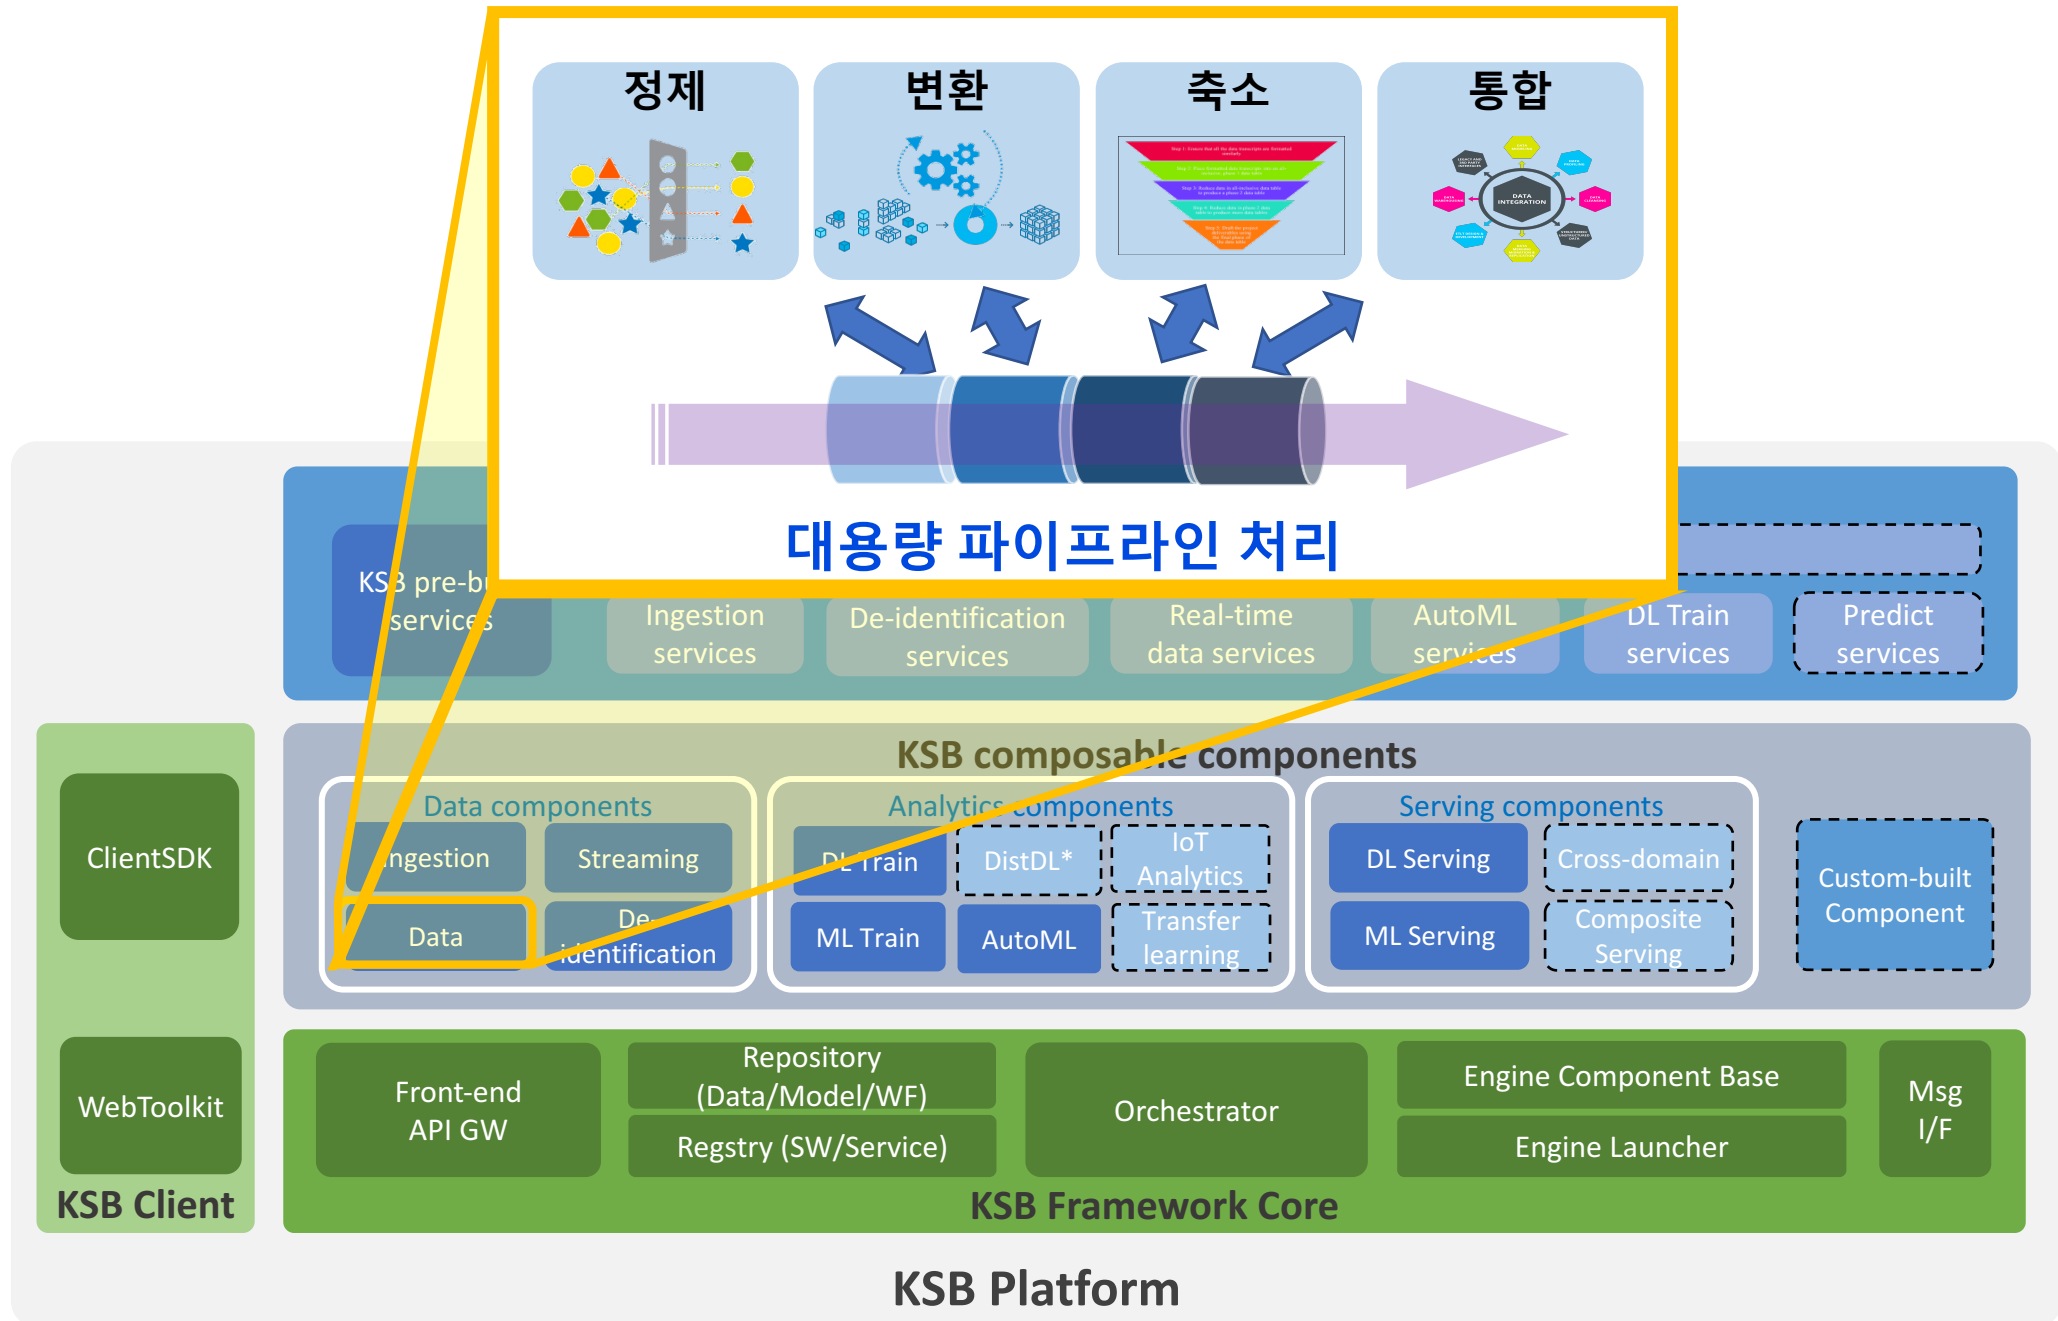 정제
변환
축소
통합
DATA
INTEGRATION
대용량 파이프라인 처리
KSB pre-bu
services
Ingestion
services
De-identification
services
Real-time
data services
AutoML
services
DL Train
services
Predict
services
KSB composable components
Data components
Ingestion
Streaming
Data
De-
identification
Analytics components
DL Train
DistDL*
IoT
Analytics
ML Train
AutoML
Transfer
learning
Serving components
DL Serving
Cross-domain
ML Serving
Composite
Serving
Custom-built
Component
ClientSDK
WebToolkit
KSB Client
Front-end
API GW
Repository
(Data/Model/WF)
Regstry (SW/Service)
Orchestrator
Engine Component Base
Engine Launcher
Msg
I/F
KSB Framework Core
KSB Platform